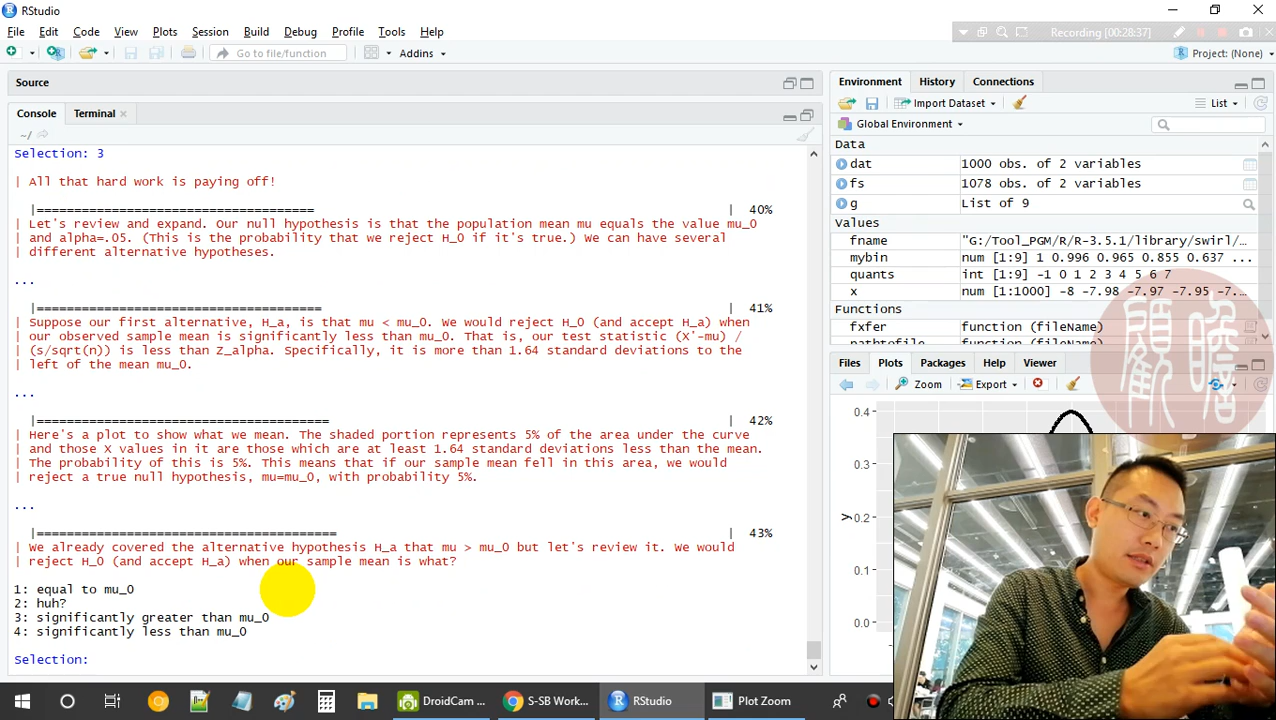 RStudio
File Edit Code View Plots Session Build Debug Profile Tools Help
Recording [00:28:37]
Go to file/function
Addins
Project: (None)
Source
Console Terminal
~/
Selection: 3
| All that hard work is paying off!
|===================================== | 40%
| Let's review and expand. Our null hypothesis is that the population mean mu equals the value mu_0
| and alpha=.05. (This is the probability that we reject H_0 if it's true.) We can have several
| different alternative hypotheses.
...
|====================================== | 41%
| Suppose our first alternative, H_a, is that mu < mu_0. We would reject H_0 (and accept H_a) when
| our observed sample mean is significantly less than mu_0. That is, our test statistic (X'-mu) /
| (s/sqrt(n)) is less than Z_alpha. Specifically, it is more than 1.64 standard deviations to the
| left of the mean mu_0.
...
|======================================= | 42%
| Here's a plot to show what we mean. The shaded portion represents 5% of the area under the curve
| and those X values in it are those which are at least 1.64 standard deviations less than the mean.
| The probability of this is 5%. This means that if our sample mean fell in this area, we would
| reject a true null hypothesis, mu=mu_0, with probability 5%.
...
|======================================== | 43%
| We already covered the alternative hypothesis H_a that mu > mu_0 but let's review it. We would
| reject H_0 (and accept H_a) when our sample mean is what?
1: equal to mu_0
2: huh?
3: significantly greater than mu_0
4: significantly less than mu_0
Selection:
Environment History Connections
Import Dataset List
Global Environment
Data
dat 1000 obs. of 2 variables
fs 1078 obs. of 2 variables
g List of 9
Values
fname "G:/Tool_PGM/R/R-3.5.1/library/swirl/…
mybin num [1:9] 1 0.996 0.965 0.855 0.637 ...
quants int [1:9] -1 0 1 2 3 4 5 6 7
x num [1:1000] -8 -7.98 -7.97 -7.95 -7.…
Functions
fxfer function (fileName)
function (fileName)
Files Plots Packages Help Viewer
Zoom Export
0.4
0.3
y
0.2
0.1
0.0
顧瞻
DroidCam ... S-SB Work... RStudio Plot Zoom